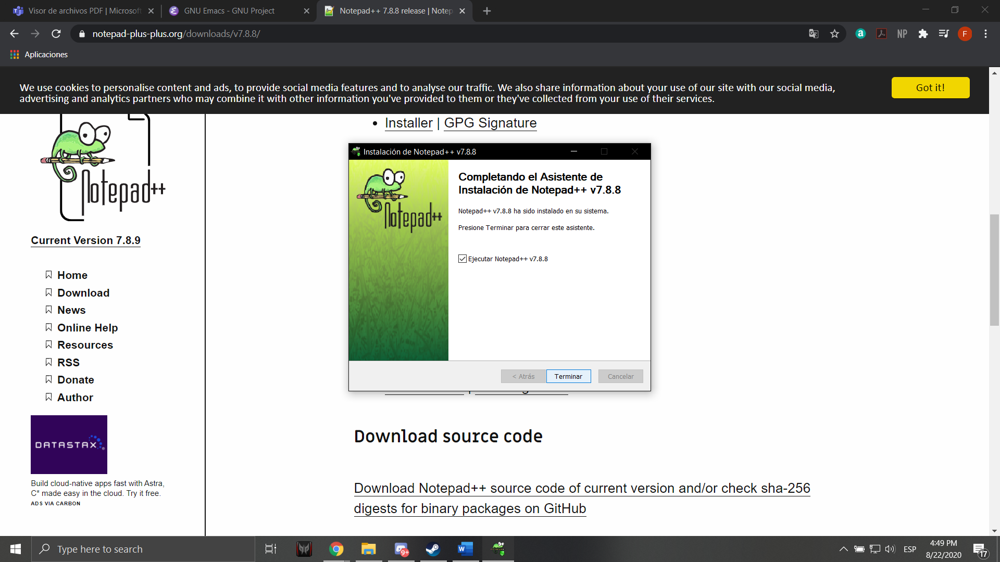 Visor de archivos PDF | Microsoft
GNU Emacs - GNU Project
Notepad++ 7.8.8 release | Notep
notepad-plus-plus.org/downloads/v7.8.8/
NP
F
Aplicaciones
We use cookies to personalise content and ads, to provide social media features and to analyse our traffic. We also share information about your use of our site with our social media,
advertising and analytics partners who may combine it with other information you've provided to them or they've collected from your use of their services.
Got it!
Notepad++
Current Version 7.8.9
Home
Download
News
Online Help
Resources
RSS
Donate
Author
DATASTAX
Build cloud-native apps fast with Astra,
C* made easy in the cloud. Try it free.
ADS VIA CARBON
Installer | GPG Signature
Instalación de Notepad++ v7.8.8
Notepad++
Completando el Asistente de
Instalación de Notepad++ v7.8.8
Notepad++ v7.8.8 ha sido instalado en su sistema.
Presione Terminar para cerrar este asistente.
Ejecutar Notepad++ v7.8.8
< Atrás
Terminar
Cancelar
Download source code
Download Notepad++ source code of current version and/or check sha-256
digests for binary packages on GitHub
Type here to search
9+
W
ESP
4:49 PM
8/22/2020
17